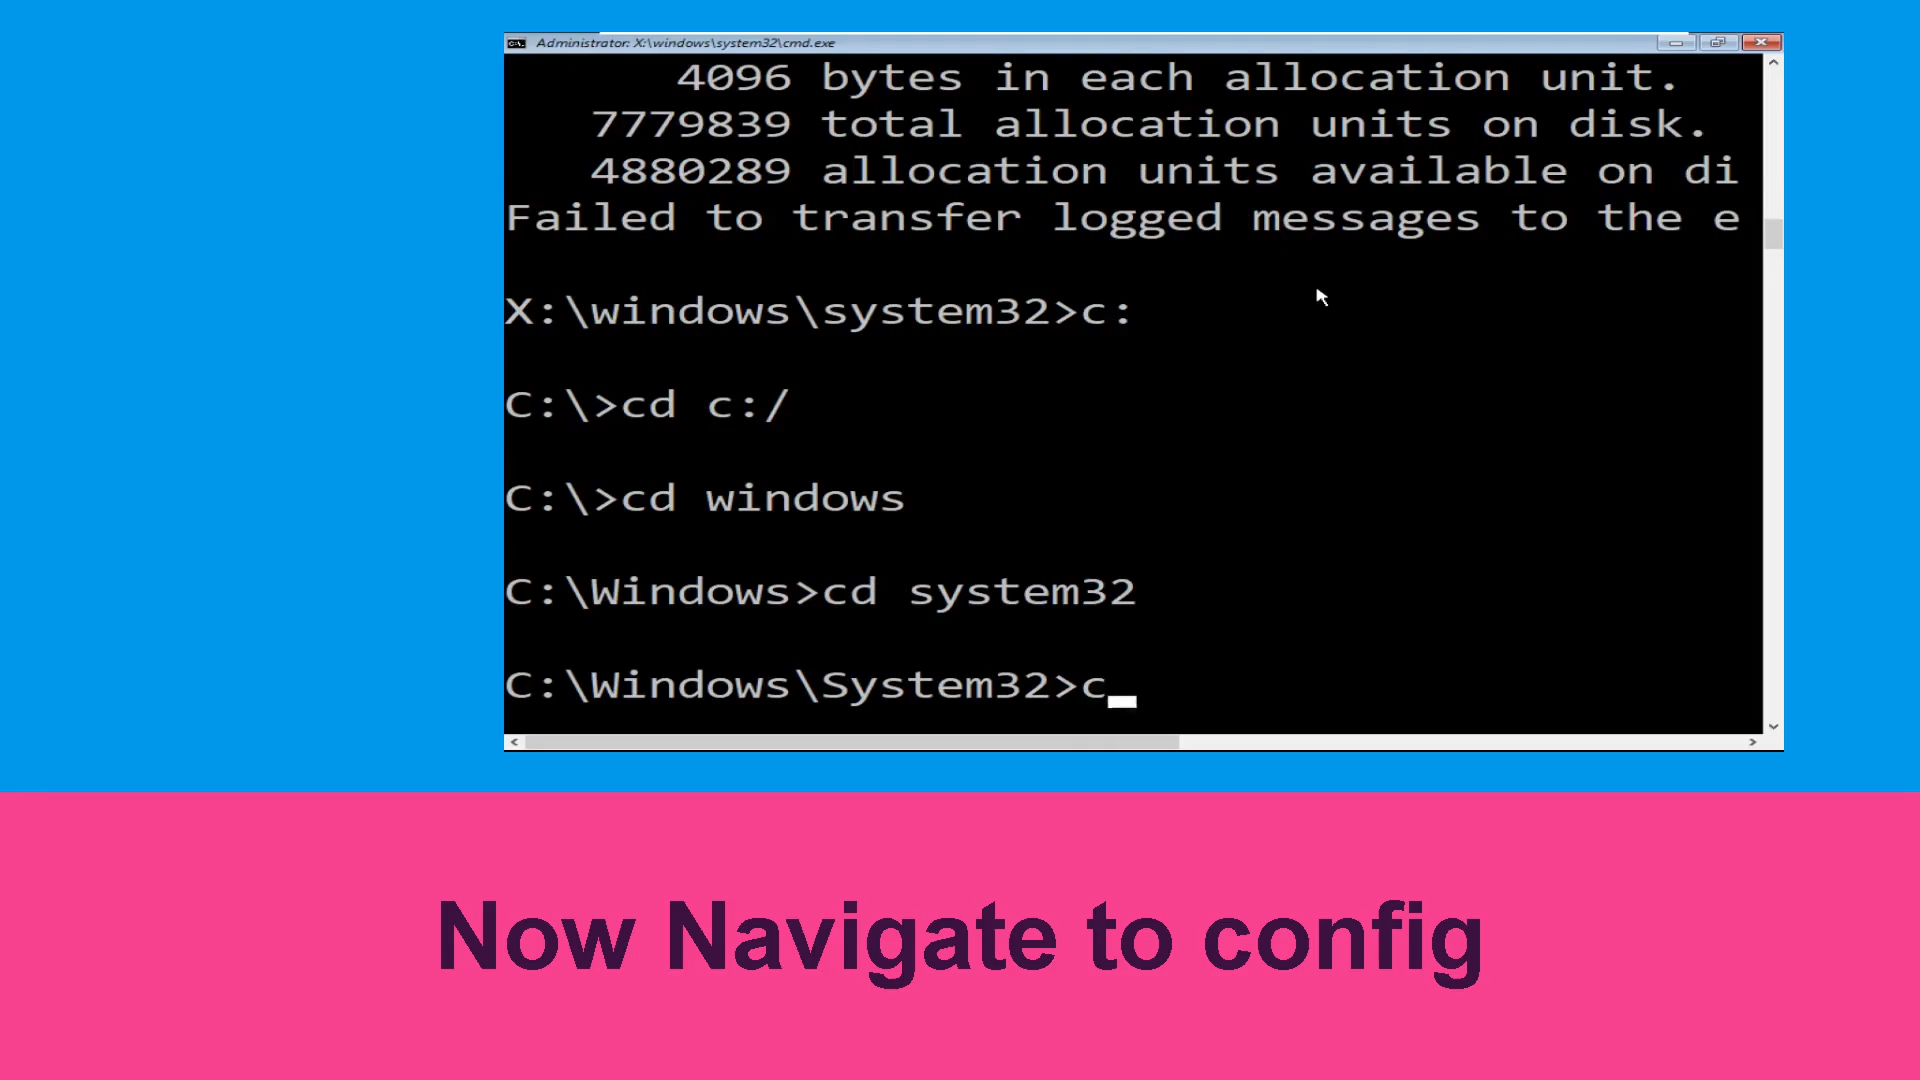 Administrator: X:\windows\system32\cmd.exe
4096 bytes in each allocation unit.
7779839 total allocation units on disk.
4880289 allocation units available on di
Failed to transfer logged messages to the e
X:\windows\system32>c:
C:\>cd c:/
C:\>cd windows
C:\Windows>cd system32
C:\Windows\System32>c
Now Navigate to config